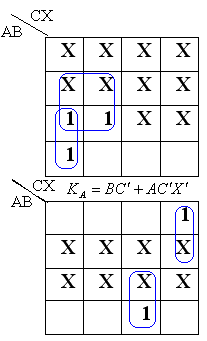 CX
AB
X X X X
X X X X
1 1 X X
1
CX K_A = BC' + AC'X'
AB
1
X X X X
X X X X
1